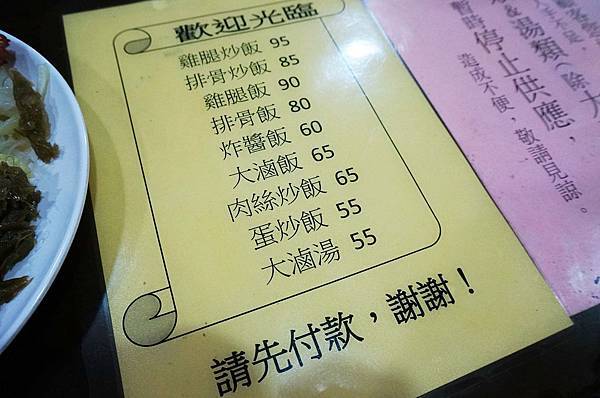 歡迎光臨
雞腿炒飯 95
排骨炒飯 85
雞腿飯 90
排骨飯 80
炸醬飯 60
大滷飯 65
肉絲炒飯 65
蛋炒飯 55
大滷湯 55
請先付款，謝謝！
&湯類(除大
暫時停止供應，
造成不便，敬請見諒。